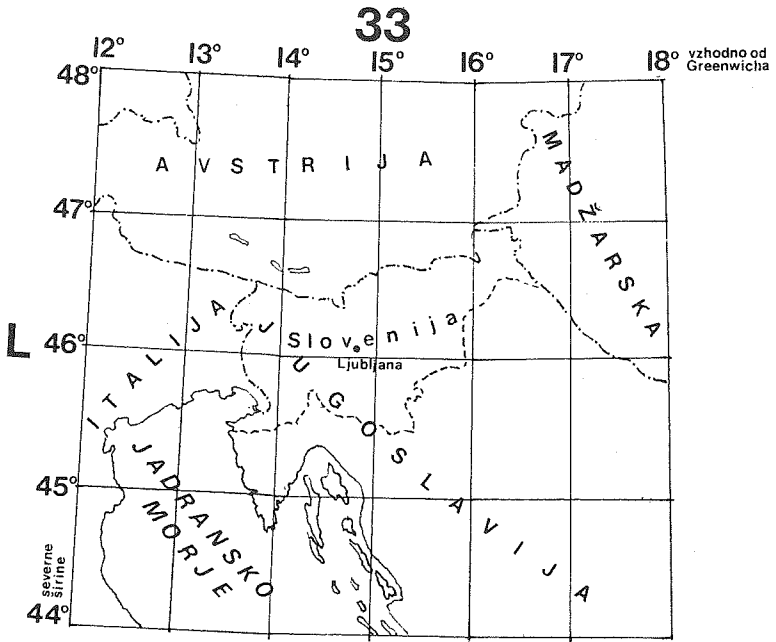 33
12° 13° 14° 15° 16° 17° 18° vzhodno od
Greenwicha
48°
AVSTRIJA
MADŽARSKA
47°
ITALIJA
JUGOSLAVIJA
Slovenija
L 46°
Ljubljana
JADRANSKO
MORJE
45°
severne
širine
44°